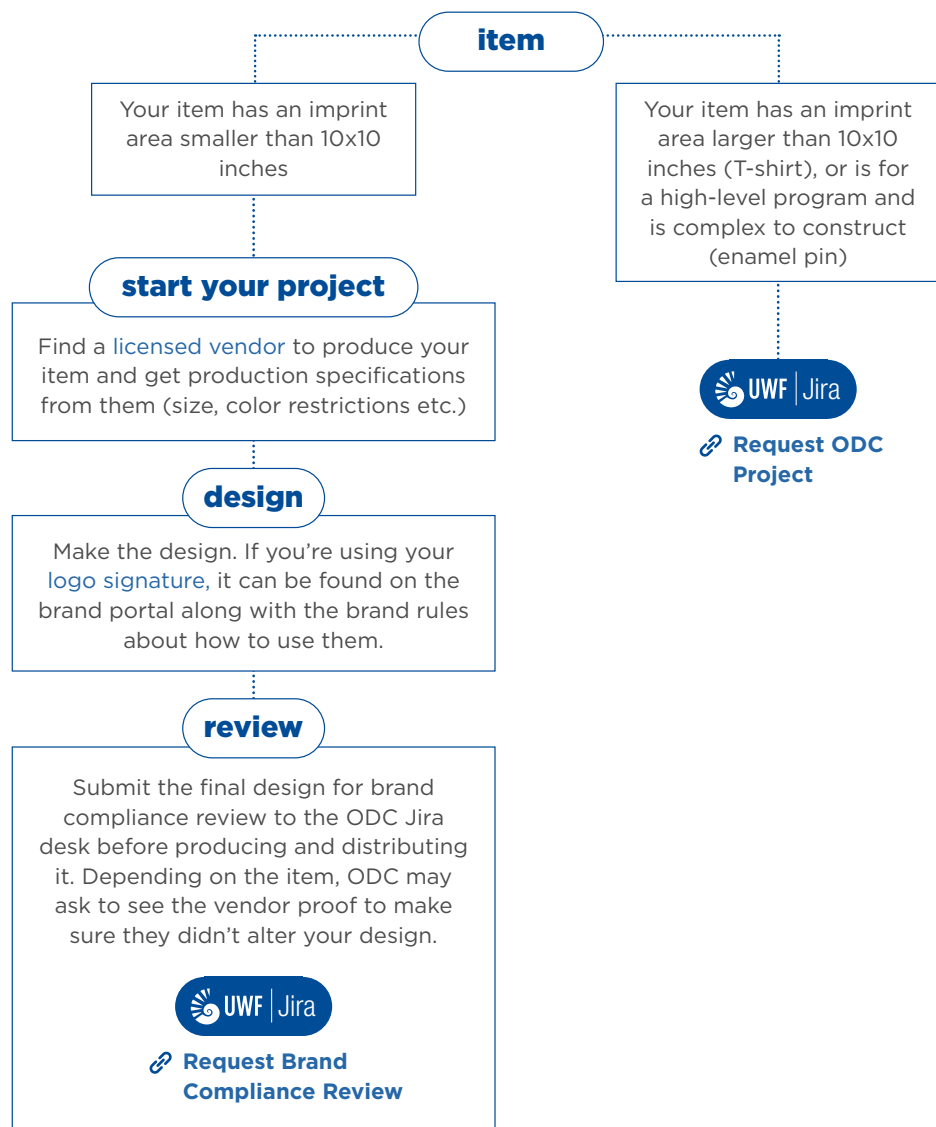 item
Your item has an imprint
area smaller than 10x10
inches
start your project
Find a licensed vendor to produce your
item and get production specifications
from them (size, color restrictions etc.)
design
Make the design. If you’re using your
logo signature, it can be found on the
brand portal along with the brand rules
about how to use them.
review
Submit the final design for brand
compliance review to the ODC Jira
desk before producing and distributing
it. Depending on the item, ODC may
ask to see the vendor proof to make
sure they didn’t alter your design.
UWF | Jira
Request Brand
Compliance Review
Your item has an imprint
area larger than 10x10
inches (T-shirt), or is for
a high-level program and
is complex to construct
(enamel pin)
UWF | Jira
Request ODC
Project